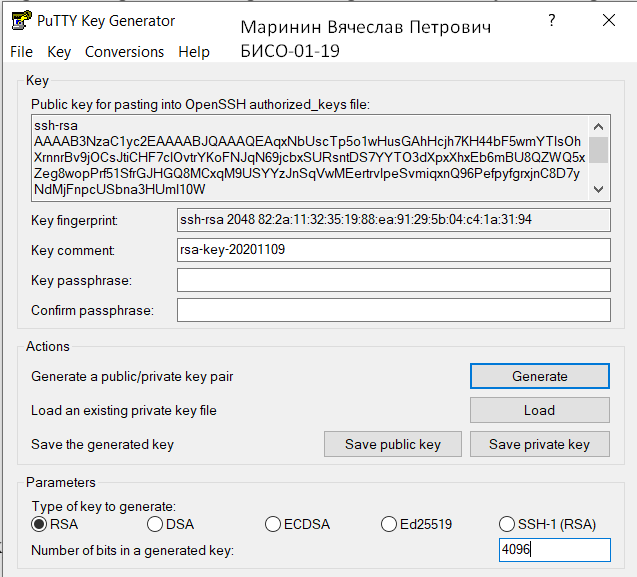 PuTTY Key Generator
Маринин Вячеслав Петрович
БИСО-01-19
? ×
File Key Conversions Help
Key
Public key for pasting into OpenSSH authorized_keys file:
ssh-rsa
AAAAB3NzaC1yc2EAAAABJQAAAQEAqxNbUscTp5o1wHusGAhHcjh7KH44bF5wmYTIsOh
XrnnrBv9jOCsJtiCHF7cIOvtrYKoFNJqN69jcbxSURsntDS7YYTO3dXpxXhxEb6mBU8QZWQ5x
Zeg8wopPrf51SfrGJHGQ8MCxqM9USYYzJnSqVwMEertrvIpeSvmiqxnQ96PefpyfgrxjnC8D7y
NdMjFnpcUSbna3HUmI10W
Key fingerprint: ssh-rsa 2048 82:2a:11:32:35:19:88:ea:91:29:5b:04:c4:1a:31:94
Key comment: rsa-key-20201109
Key passphrase:
Confirm passphrase:
Actions
Generate a public/private key pair Generate
Load an existing private key file Load
Save the generated key Save public key Save private key
Parameters
Type of key to generate:
RSA DSA ECDSA Ed25519 SSH-1 (RSA)
Number of bits in a generated key: 4096